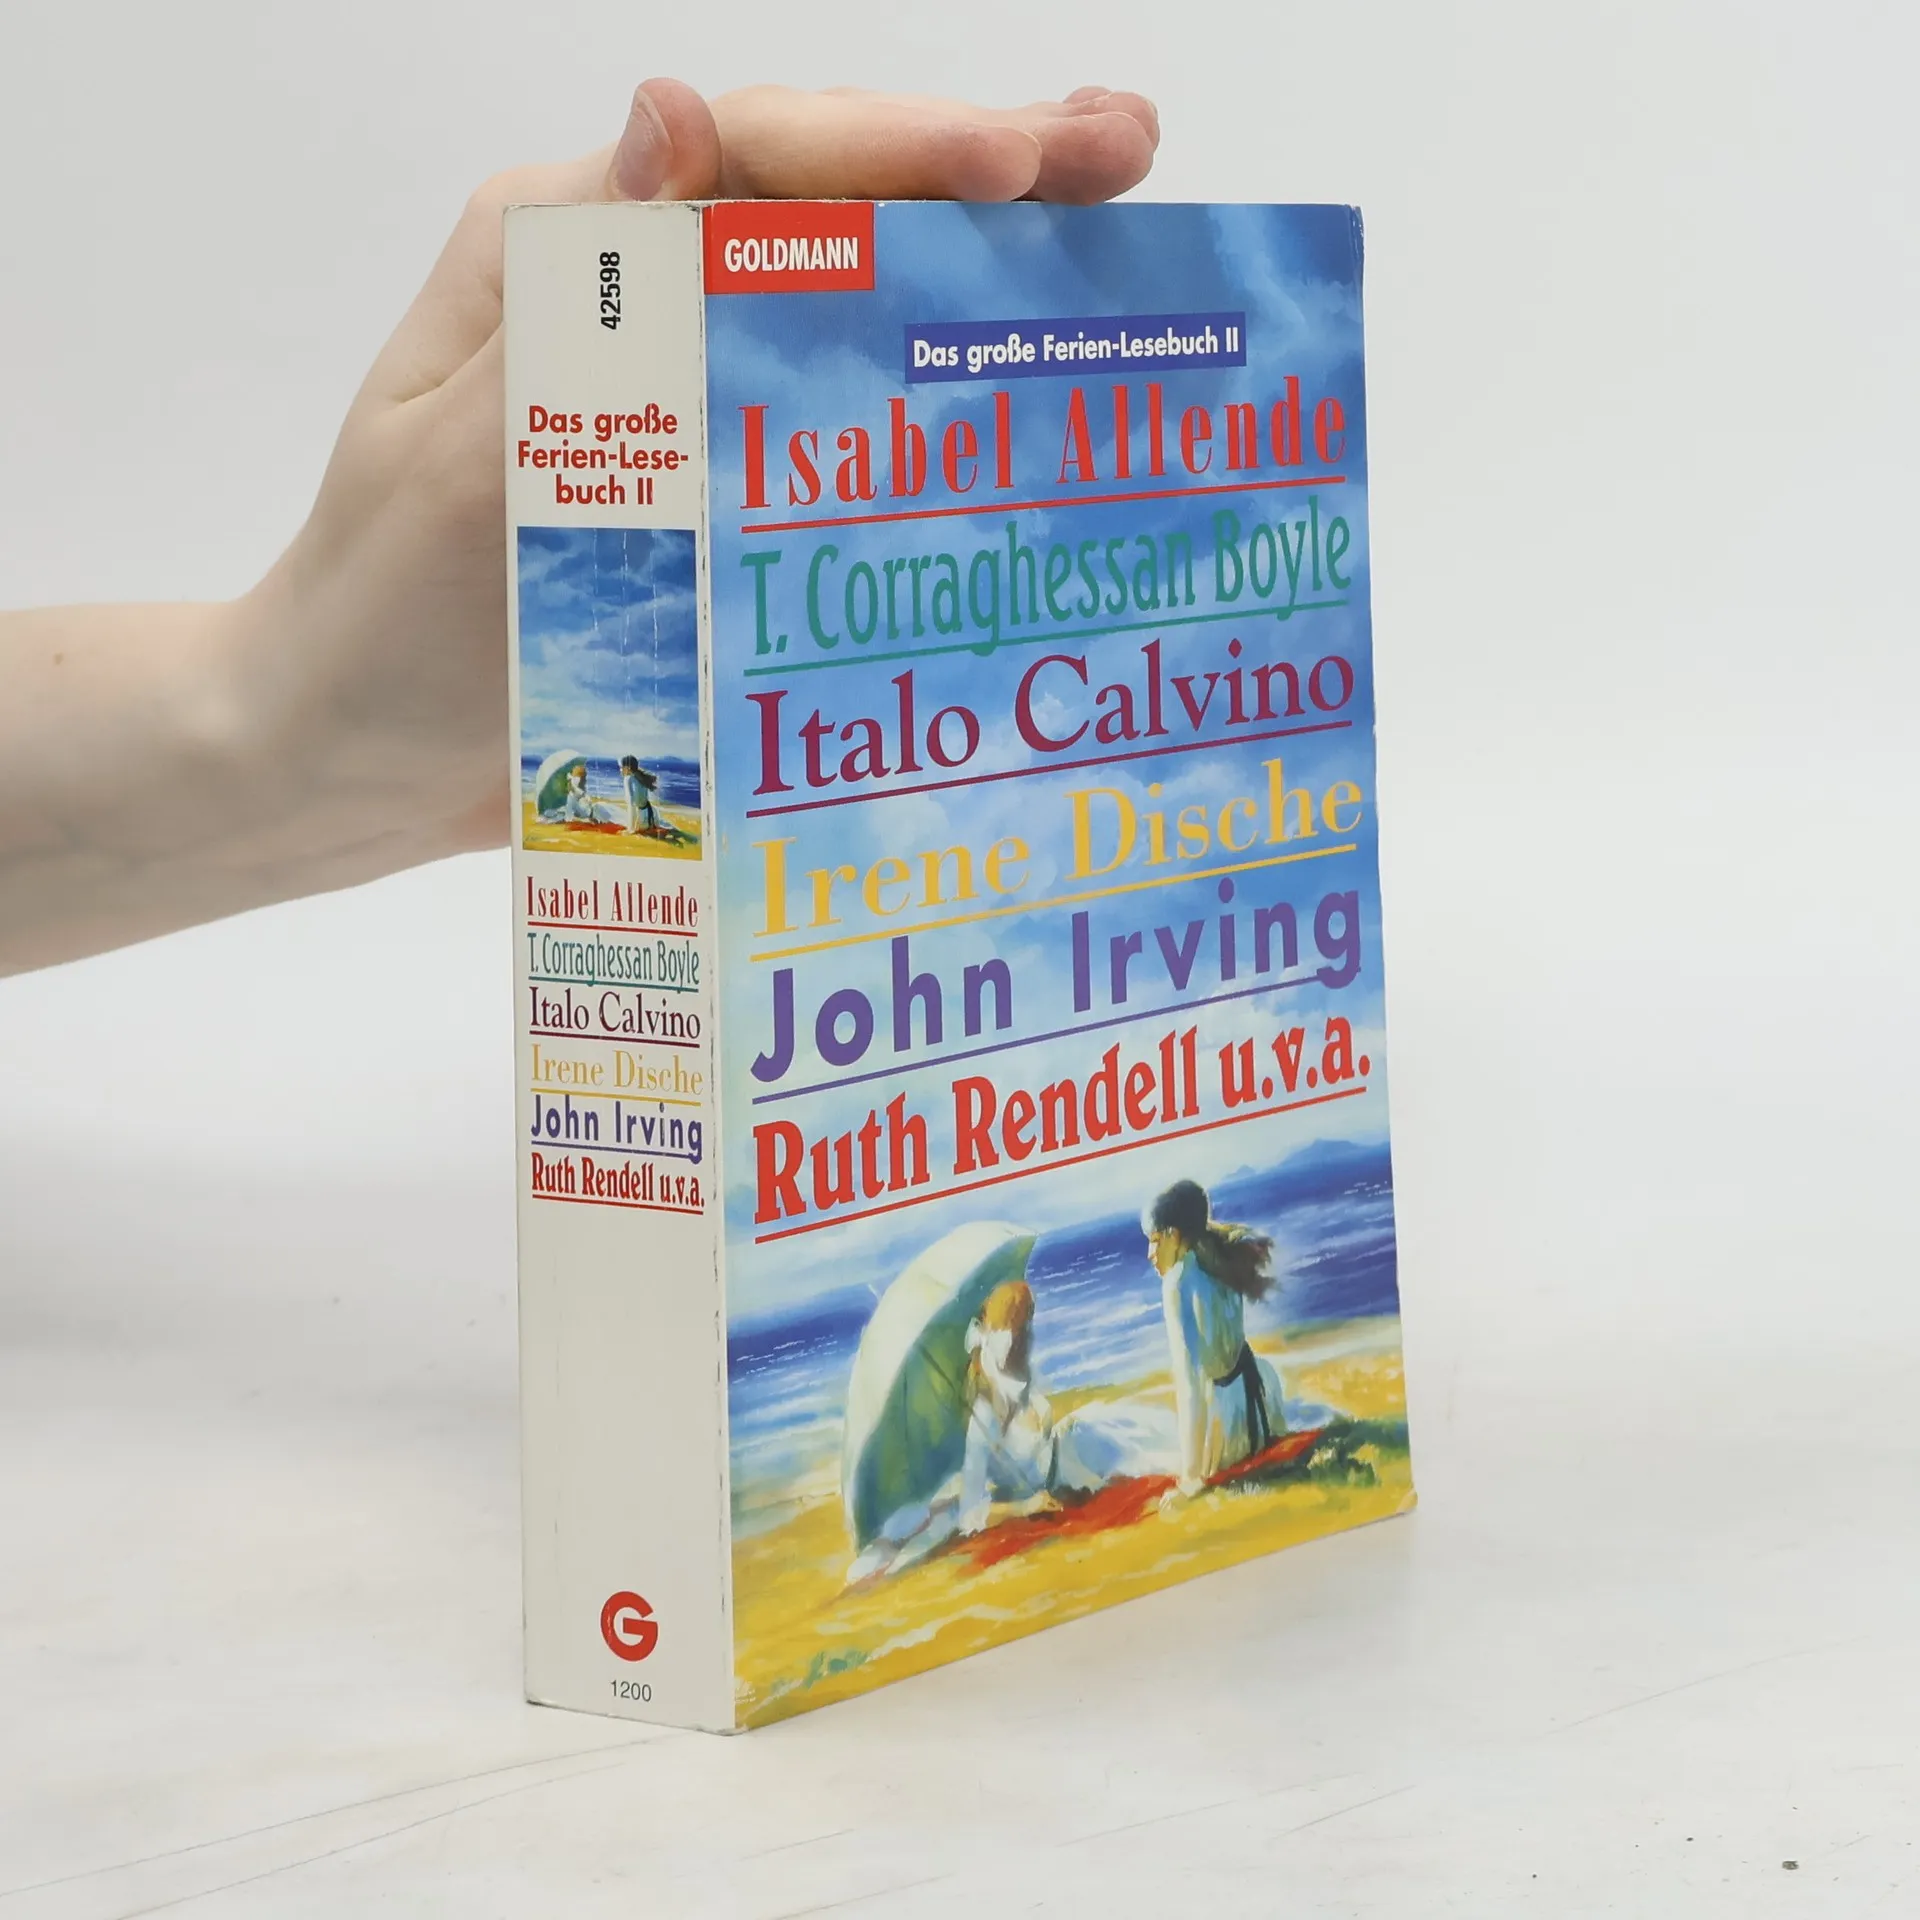 42598
Das große
Ferien-Lese-
buch II
Isabel Allende
T. Corraghessan Boyle
Italo Calvino
Irene Dische
John Irving
Ruth Rendell u.v.a.
G
1200
GOLDMANN
Das große Ferien-Lesebuch II
Isabel Allende
T. Corraghessan Boyle
Italo Calvino
Irene Dische
John Irving
Ruth Rendell u.v.a.